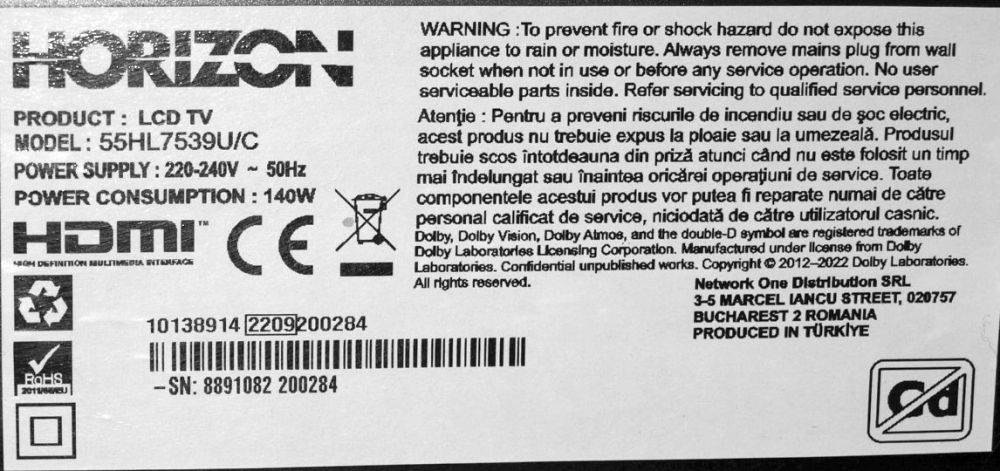 HORIZON
PRODUCT : LCD TV
MODEL : 55HL7539U/C
POWER SUPPLY : 220-240V ~ 50Hz
POWER CONSUMPTION : 140W
HDMI™
HIGH DEFINITION MULTIMEDIA INTERFACE
CE
WARNING :To prevent fire or shock hazard do not expose this
appliance to rain or moisture. Always remove mains plug from wall
socket when not in use or before any service operation. No user
serviceable parts inside. Refer servicing to qualified service personnel.
Atenţie : Pentru a preveni riscurile de incendiu sau de şoc electric,
acest produs nu trebuie expus la ploaie sau la umezeală. Produsul
trebuie scos întotdeauna din priză atunci când nu este folosit un timp
mai îndelungat sau înaintea oricărei operaţiuni de service. Toate
componentele acestui produs vor putea fi reparate numai de către
personal calificat de service, niciodată de către utilizatorul casnic.
Dolby, Dolby Vision, Dolby Atmos, and the double-D symbol are registered trademarks of
Dolby Laboratories Licensing Corporation. Manufactured under license from Dolby
Laboratories. Confidential unpublished works. Copyright © 2012–2022 Dolby Laboratories.
All rights reserved.
Network One Distribution SRL
3-5 MARCEL IANCU STREET, 020757
BUCHAREST 2 ROMANIA
PRODUCED IN TÜRKİYE
10138914 2209200284
–SN: 8891082 200284
RoHS
2011/65/EU
Cd
Pb